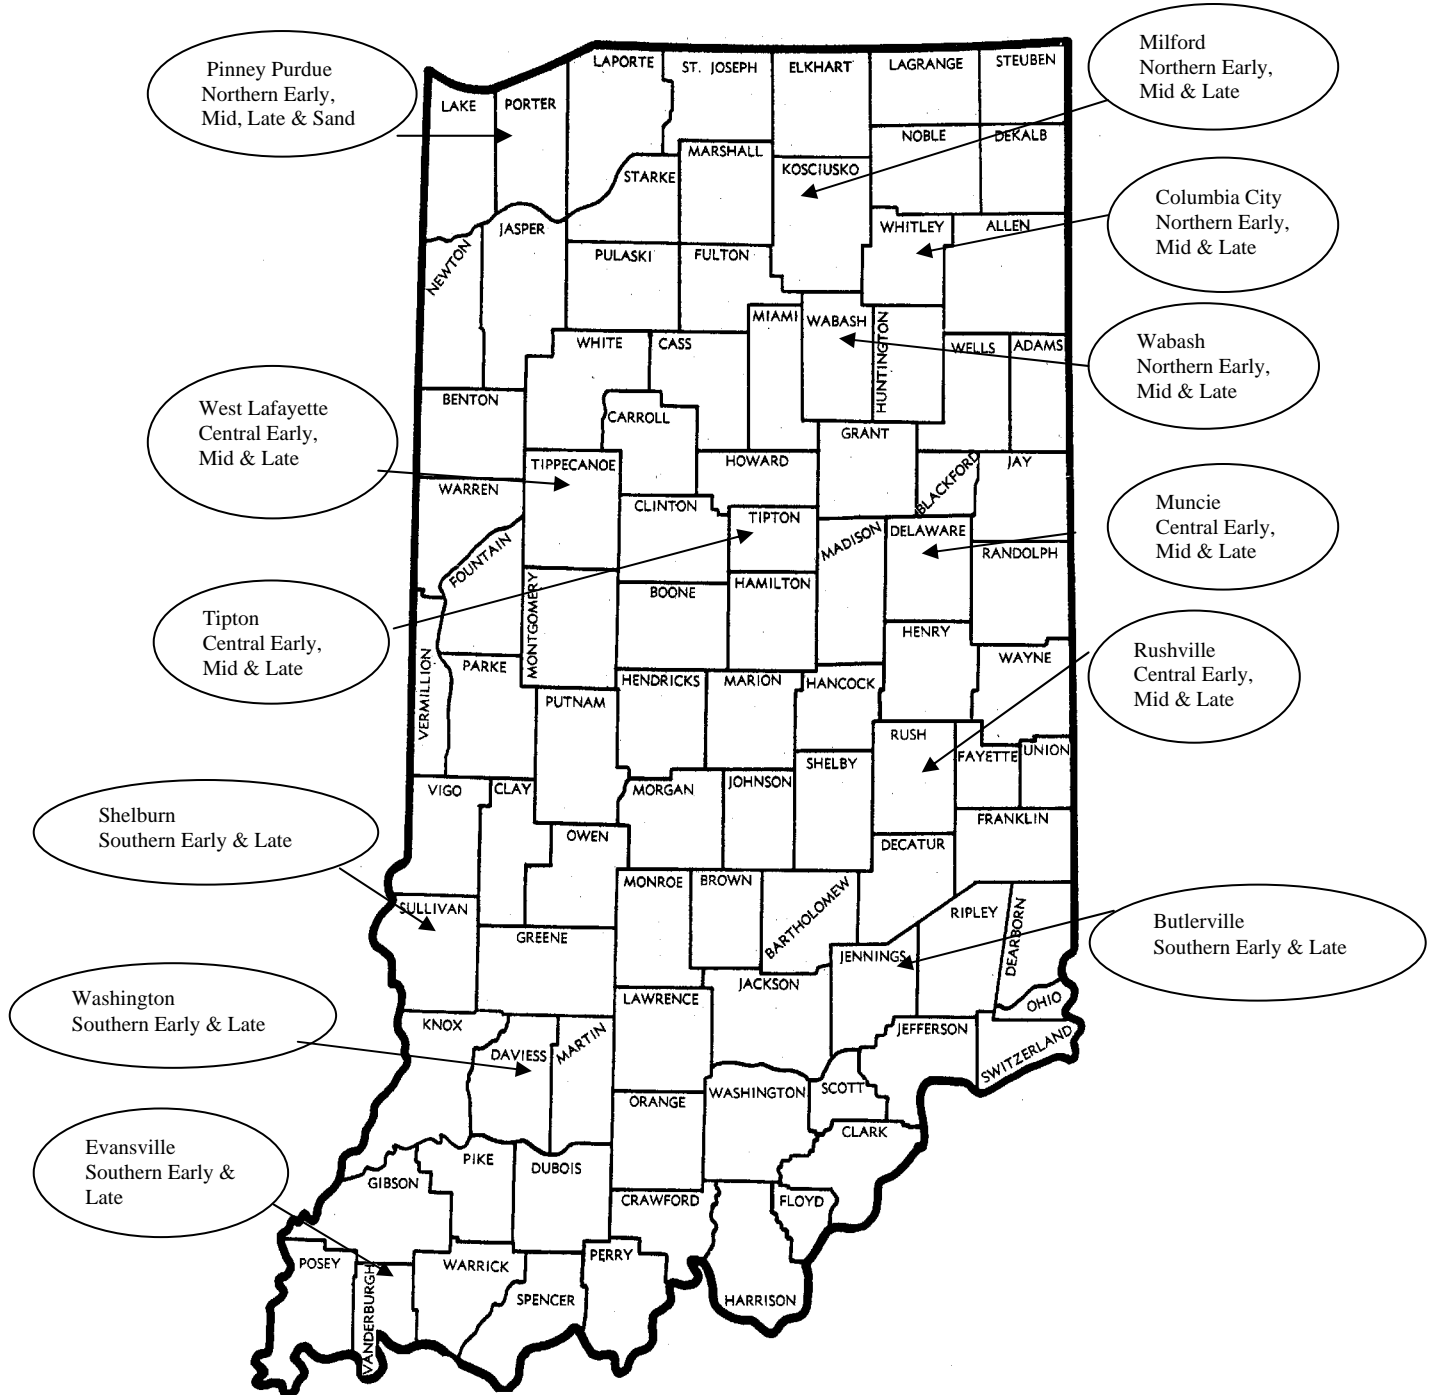 Pinney Purdue
Northern Early,
Mid, Late & Sand
Milford
Northern Early,
Mid & Late
Columbia City
Northern Early,
Mid & Late
Wabash
Northern Early,
Mid & Late
West Lafayette
Central Early,
Mid & Late
Muncie
Central Early,
Mid & Late
Tipton
Central Early,
Mid & Late
Rushville
Central Early,
Mid & Late
Shelburn
Southern Early & Late
Butlerville
Southern Early & Late
Washington
Southern Early & Late
Evansville
Southern Early &
Late
LAKE
PORTER
LAPORTE
ST. JOSEPH
ELKHART
LAGRANGE
STEUBEN
NOBLE
DEKALB
MARSHALL
STARKE
KOSCIUSKO
JASPER
NEWTON
PULASKI
FULTON
WHITLEY
ALLEN
MIAMI
WABASH
HUNTINGTON
WELLS
ADAMS
WHITE
CASS
BENTON
CARROLL
GRANT
TIPPECANOE
HOWARD
BLACKFORD
JAY
WARREN
CLINTON
TIPTON
MADISON
DELAWARE
RANDOLPH
FOUNTAIN
MONTGOMERY
BOONE
HAMILTON
HENRY
WAYNE
VERMILLION
PARKE
PUTNAM
HENDRICKS
MARION
HANCOCK
RUSH
FAYETTE
UNION
VIGO
CLAY
MORGAN
JOHNSON
SHELBY
FRANKLIN
OWEN
DECATUR
MONROE
BROWN
BARTHOLOMEW
RIPLEY
DEARBORN
SULLIVAN
GREENE
JENNINGS
JACKSON
LAWRENCE
OHIO
KNOX
DAVIESS
MARTIN
JEFFERSON
SWITZERLAND
ORANGE
WASHINGTON
SCOTT
CLARK
GIBSON
PIKE
DUBOIS
CRAWFORD
FLOYD
POSEY
VANDERBURGH
WARRICK
SPENCER
PERRY
HARRISON